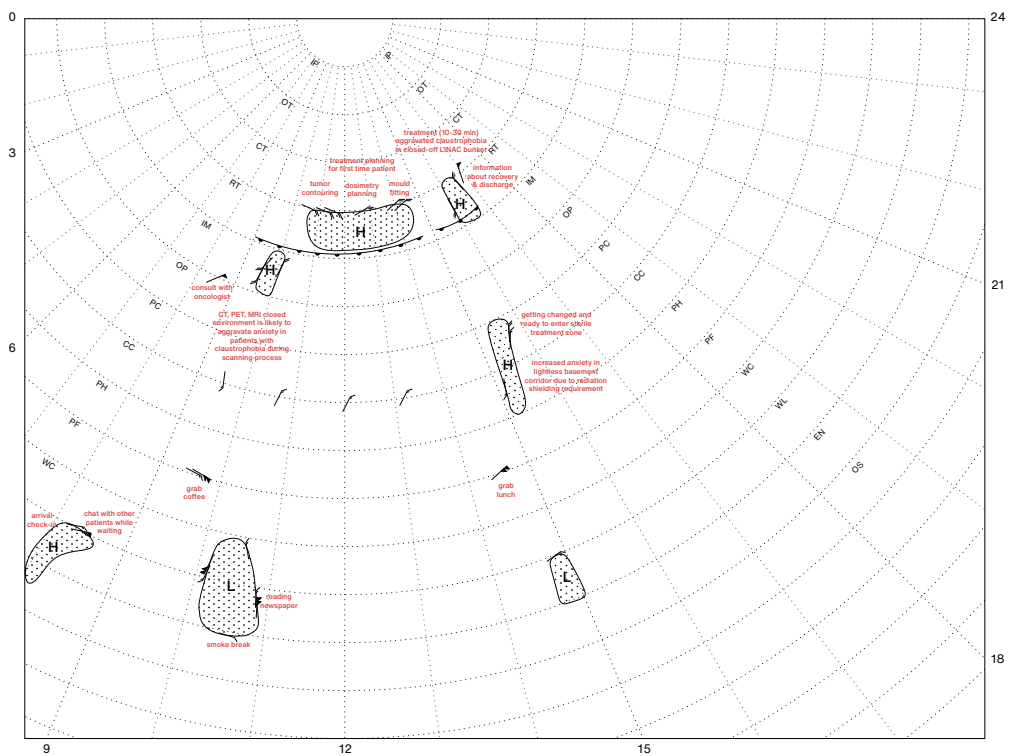 0
24
IP
IP
OT
OT
CT
CT
treatment (10-30 min)
aggravated claustrophobia
in closed-off LINAC bunker
RT
3
treatment planning
for first time patient
information
about recovery
& discharge
IM
RT
tumor
contouring
dosimetry
planning
mould
fitting
H
OP
IM
H
PC
OP
H
CC
consult with
oncologist
21
PC
PH
CT, PET, MRI closed
environment is likely to
aggravate anxiety in
patients with
claustrophobia during
scanning process
getting changed and
ready to enter sterile
treatment zone
PF
CC
6
H
increased anxiety in
lightless basement
corridor due to radiation
shielding requirement
WC
PH
WL
PF
EN
WC
OS
grab
coffee
grab
lunch
arrival
check-in
chat with other
patients while
waiting
H
L
L
reading
newspaper
smoke break
18
9
12
15